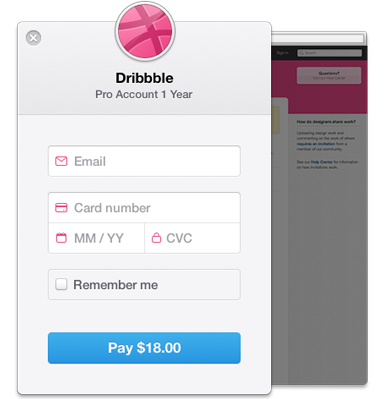 Dribbble
Pro Account 1 Year
Email
Card number
MM / YY
CVC
Remember me
Pay $18.00
Sign In
Search
Questions?
How do designers share work?
Uploading design work and
commenting on the work of others
requires an invitation from a
member of our community.
See our Help Center for information
on how invitations work.